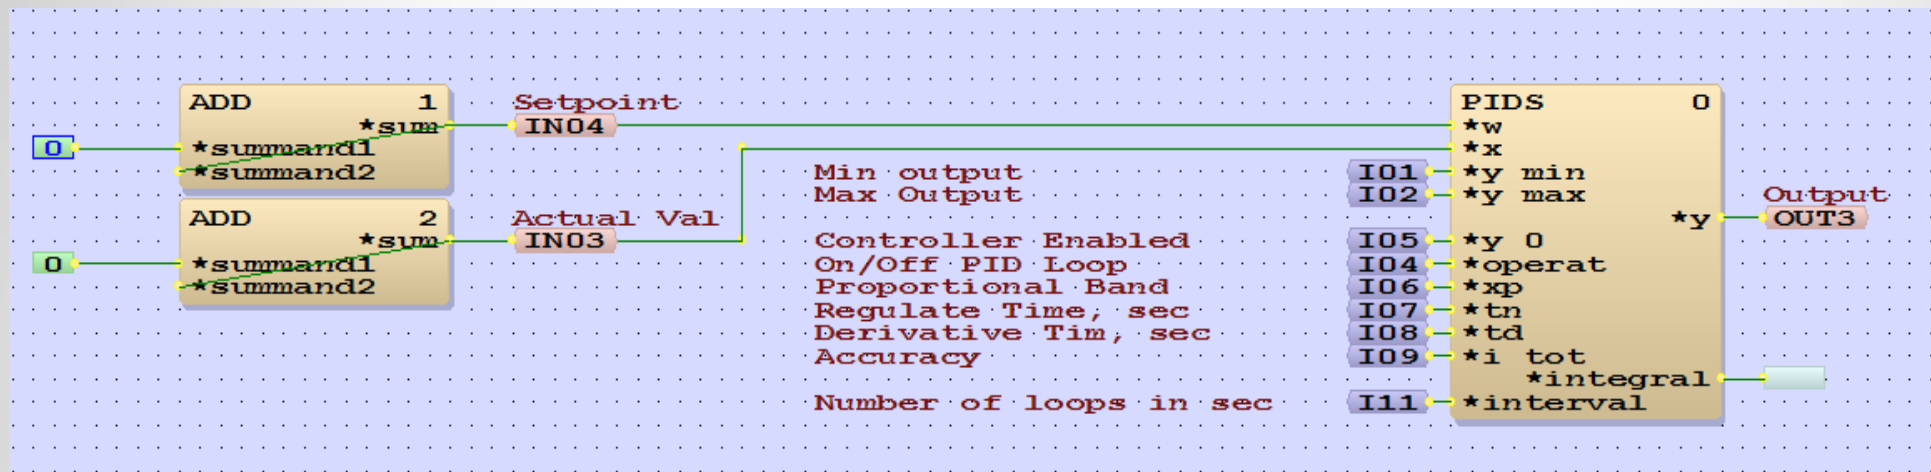 ADD 1
*sum
*summand1
*summand2
0
Setpoint
IN04
ADD 2
*sum
*summand1
*summand2
0
Actual Val
IN03
Min output I01
Max Output I02
Controller Enabled I05
On/Off PID Loop I04
Proportional Band I06
Regulate Time, sec I07
Derivative Tim, sec I08
Accuracy I09
Number of loops in sec I11
PIDS 0
*w
*x
*y min
*y max
*y
*y 0
*operat
*xp
*tn
*td
*i tot
*integral
*interval
Output
OUT3